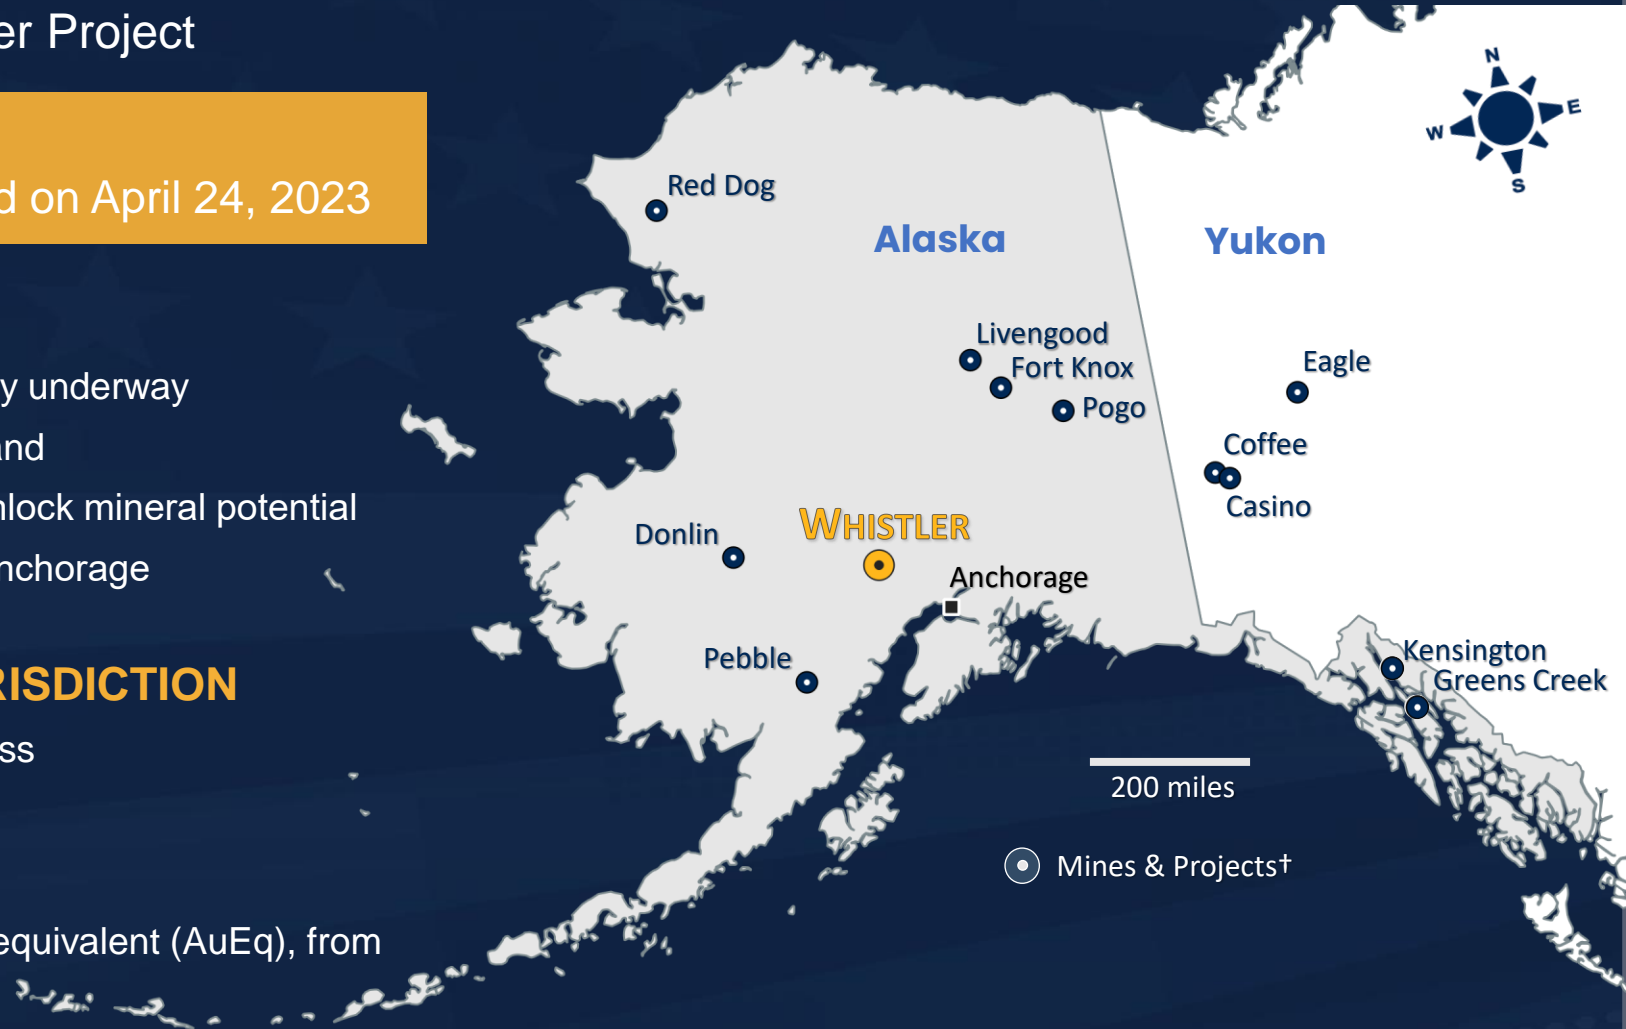 er Project
d on April 24, 2023
y underway
and
nlock mineral potential
nchorage
RISDICTION
ss
equivalent (AuEq), from
N
E
W
S
Red Dog
Alaska
Yukon
Livengood
Fort Knox
Pogo
Eagle
Coffee
Casino
Donlin
WHISTLER
Anchorage
Pebble
Kensington
Greens Creek
200 miles
Mines & Projects†